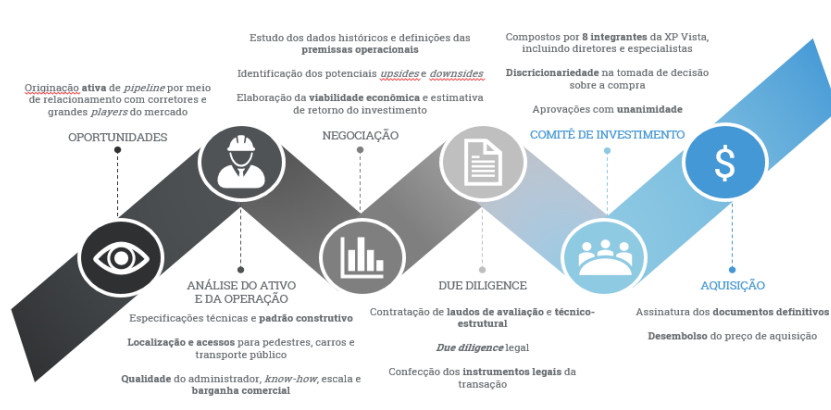 Originação ativa de pipeline por meio
de relacionamento com corretores e
grandes players do mercado
OPORTUNIDADES
ANÁLISE DO ATIVO
E DA OPERAÇÃO
Especificações técnicas e padrão construtivo
Localização e acessos para pedestres, carros e
transporte público
Qualidade do administrador, know-how, escala e
barganha comercial
Estudo dos dados históricos e definições das
premissas operacionais
Identificação dos potenciais upsides e downsides
Elaboração da viabilidade econômica e estimativa
de retorno do investimento
NEGOCIAÇÃO
DUE DILIGENCE
Contratação de laudos de avaliação e técnico-
estrutural
Due diligence legal
Confecção dos instrumentos legais da
transação
Compostos por 8 integrantes da XP Vista,
incluindo diretores e especialistas
Discricionariedade na tomada de decisão
sobre a compra
Aprovações com unanimidade
COMITÊ DE INVESTIMENTO
$
AQUISIÇÃO
Assinatura dos documentos definitivos
Desembolso do preço de aquisição